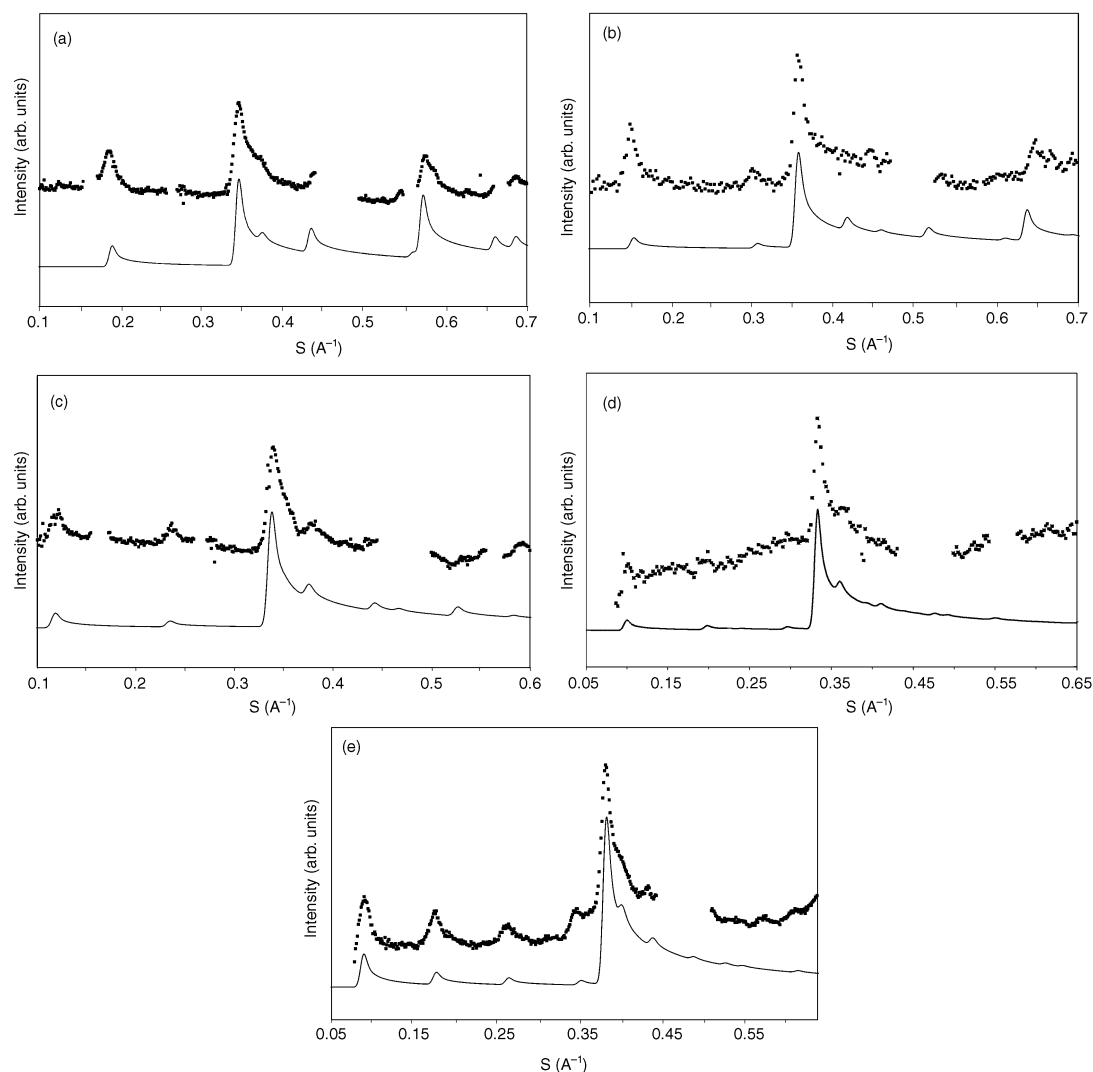 (a)
Intensity (arb. units)
0.1 0.2 0.3 0.4 0.5 0.6 0.7
S (A⁻¹)
(b)
Intensity (arb. units)
0.1 0.2 0.3 0.4 0.5 0.6 0.7
S (A⁻¹)
(c)
Intensity (arb. units)
0.1 0.2 0.3 0.4 0.5 0.6
S (A⁻¹)
(d)
Intensity (arb. units)
0.05 0.15 0.25 0.35 0.45 0.55 0.65
S (A⁻¹)
(e)
Intensity (arb. units)
0.05 0.15 0.25 0.35 0.45 0.55
S (A⁻¹)